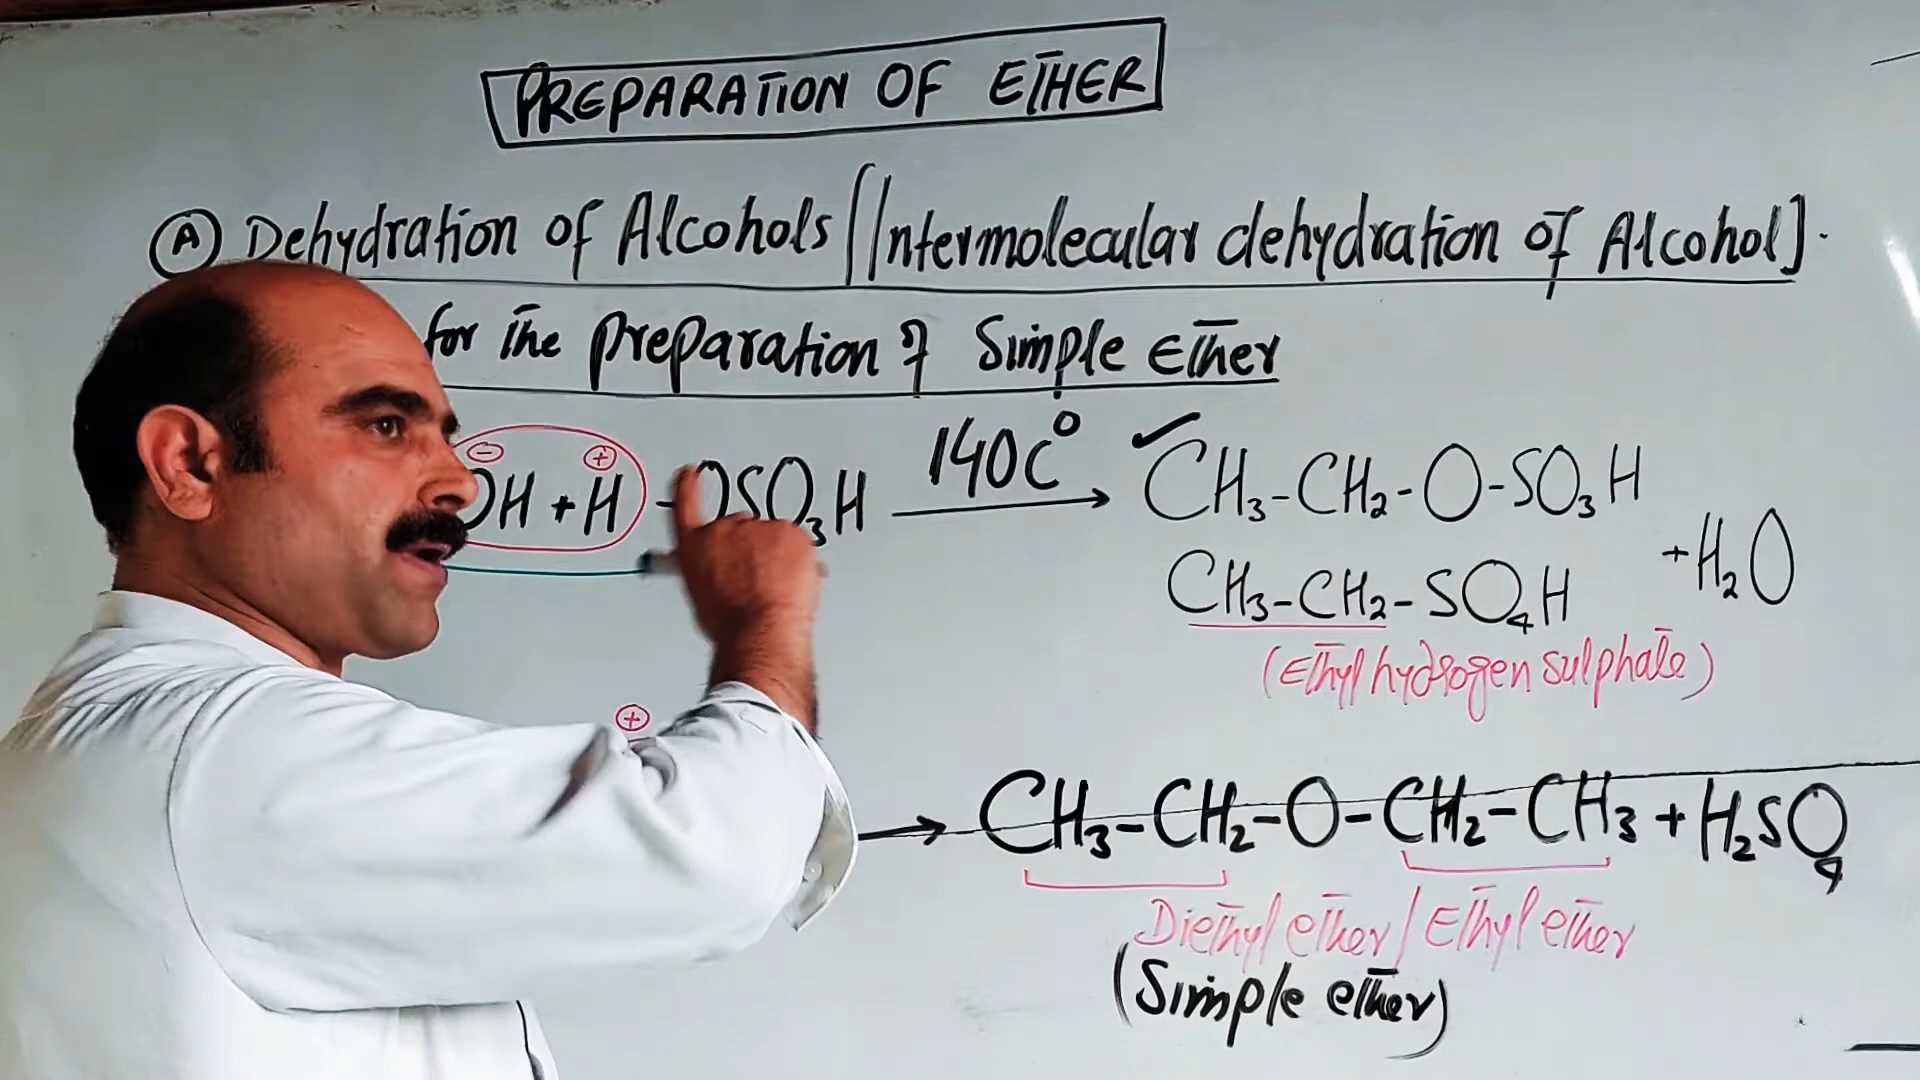 PREPARATION OF ETHER
(A) Dehydration of Alcohols [Intermolecular dehydration of Alcohol].
for the preparation of Simple Ether
OH + H - OSO₃H 140C° → ✓ CH₃-CH₂-O-SO₃H
⊖ ⊕
CH₃-CH₂-SO₄H + H₂O
(Ethyl hydrogen sulphate)
⊕
→ CH₃-CH₂-O-CH₂-CH₃ + H₂SO₄
Diethyl ether / Ethyl ether
(Simple ether)